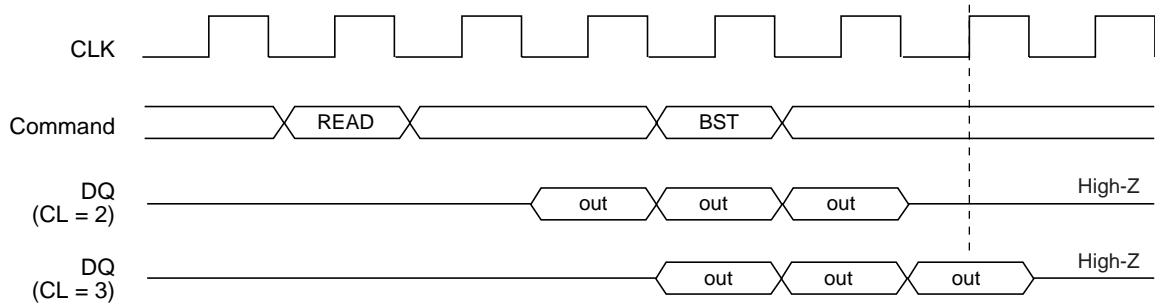 CLK
Command
READ
BST
DQ
(CL = 2)
out
out
out
High-Z
DQ
(CL = 3)
out
out
out
High-Z